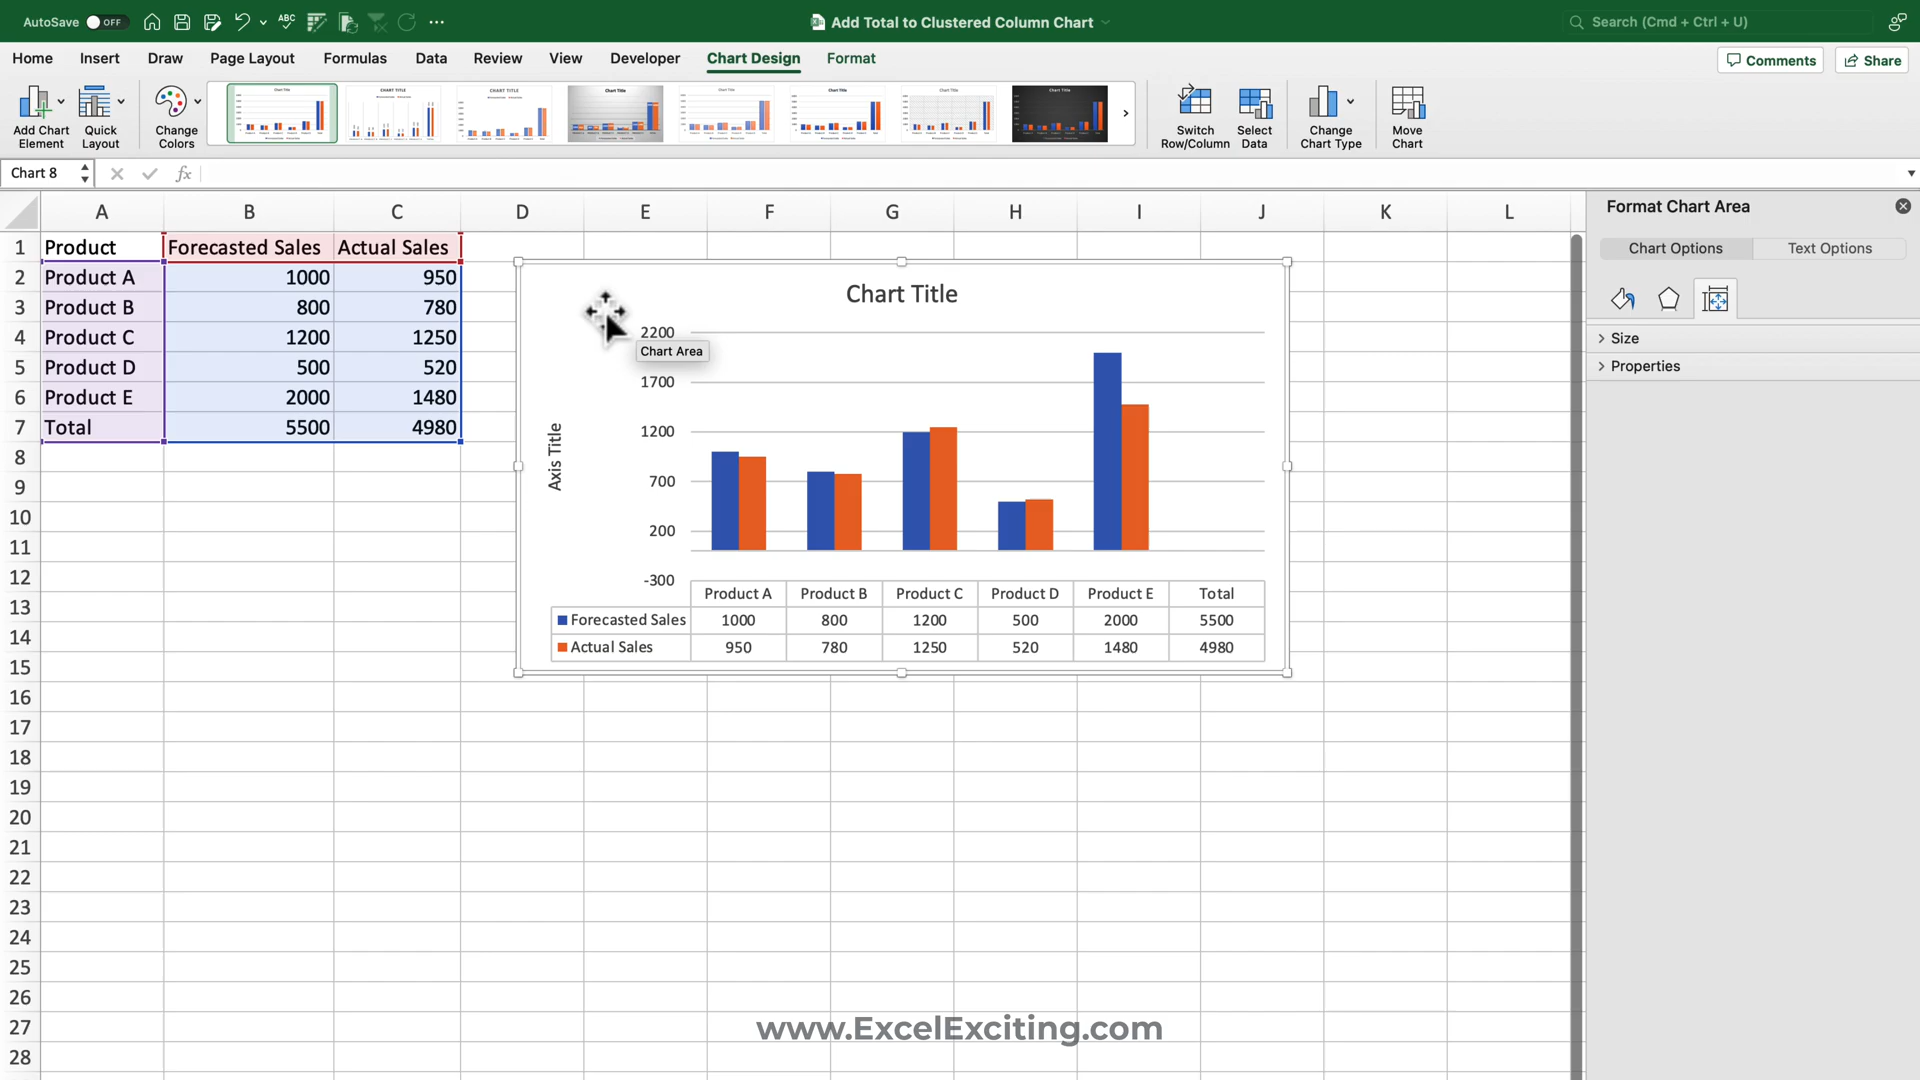 AutoSave OFF ABC Add Total to Clustered Column Chart Search (Cmd + Ctrl + U)
Home Insert Draw Page Layout Formulas Data Review View Developer Chart Design Format Comments Share
Add Chart Element Quick Layout Change Colors Switch Row/Column Select Data Change Chart Type Move Chart
Chart 8 fx
A B C D E F G H I J K L
1 Product Forecasted Sales Actual Sales
2 Product A 1000 950
3 Product B 800 780
4 Product C 1200 1250
5 Product D 500 520
6 Product E 2000 1480
7 Total 5500 4980
8
9
10
11
12
13
14
15
16
17
18
19
20
21
22
23
24
25
26
27
28
Chart Title
Chart Area
Axis Title
2200
1700
1200
700
200
-300
Product A Product B Product C Product D Product E Total
Forecasted Sales 1000 800 1200 500 2000 5500
Actual Sales 950 780 1250 520 1480 4980
Format Chart Area
Chart Options Text Options
Size
Properties
www.ExcelExciting.com